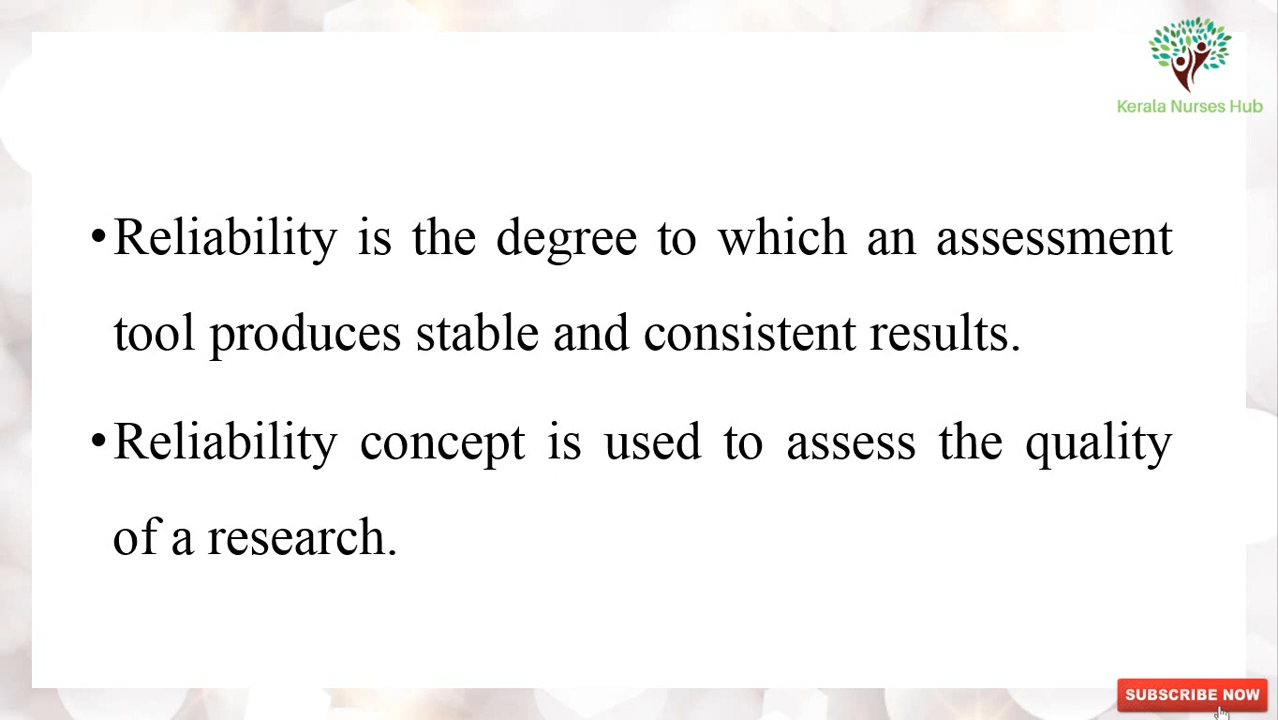 Kerala Nurses Hub
•Reliability is the degree to which an assessment
tool produces stable and consistent results.
•Reliability concept is used to assess the quality
of a research.
SUBSCRIBE NOW